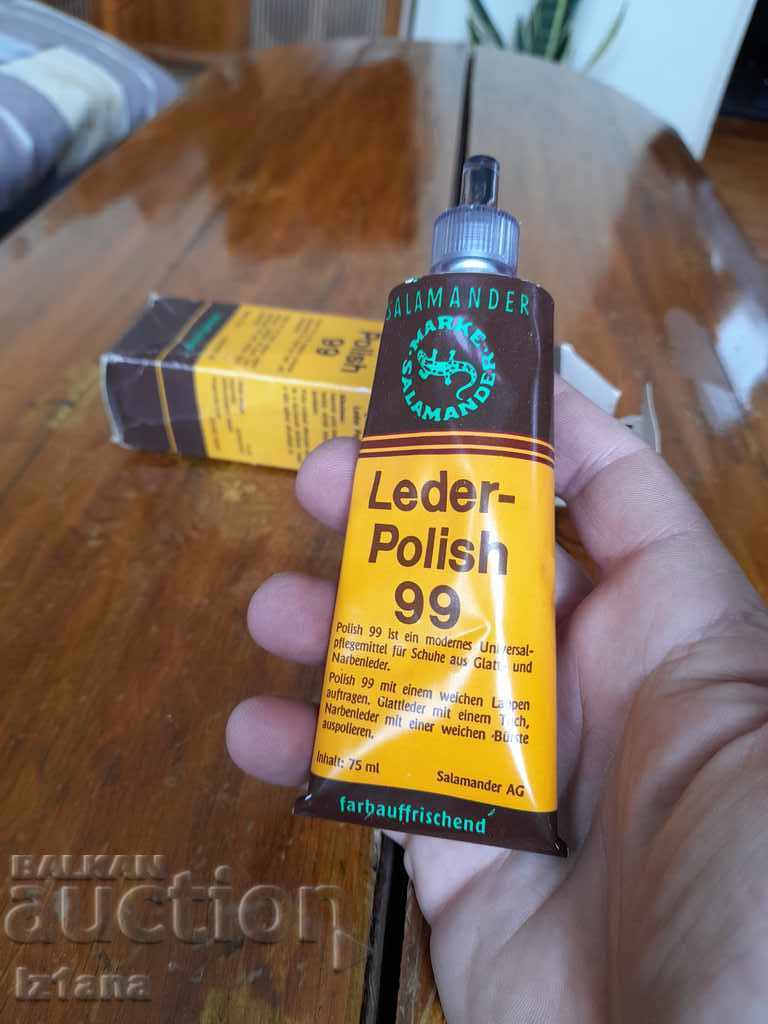 SALAMANDER
MARKE
SALAMANDER
Leder-
Polish
99
Polish 99 ist ein modernes Universal-
pflegemittel für Schuhe aus Glatt- und
Narbenleder.
Polish 99 mit einem weichen Lappen
auftragen. Glattleder mit einem Tuch,
Narbenleder mit einer weichen Bürste
auspolieren.
Inhalt: 75 ml
Salamander AG
farbauffrischend
Polish
99
BALKAN
auction
Iz1ana